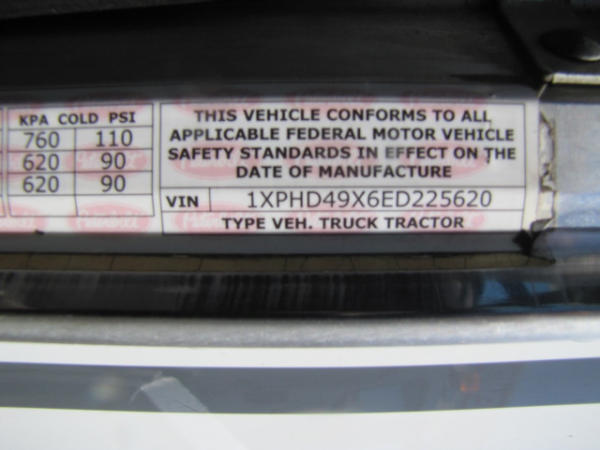 KPA COLD PSI
760 110
620 90
620 90
THIS VEHICLE CONFORMS TO ALL
APPLICABLE FEDERAL MOTOR VEHICLE
SAFETY STANDARDS IN EFFECT ON THE
DATE OF MANUFACTURE
VIN 1XPHD49X6ED225620
TYPE VEH. TRUCK TRACTOR